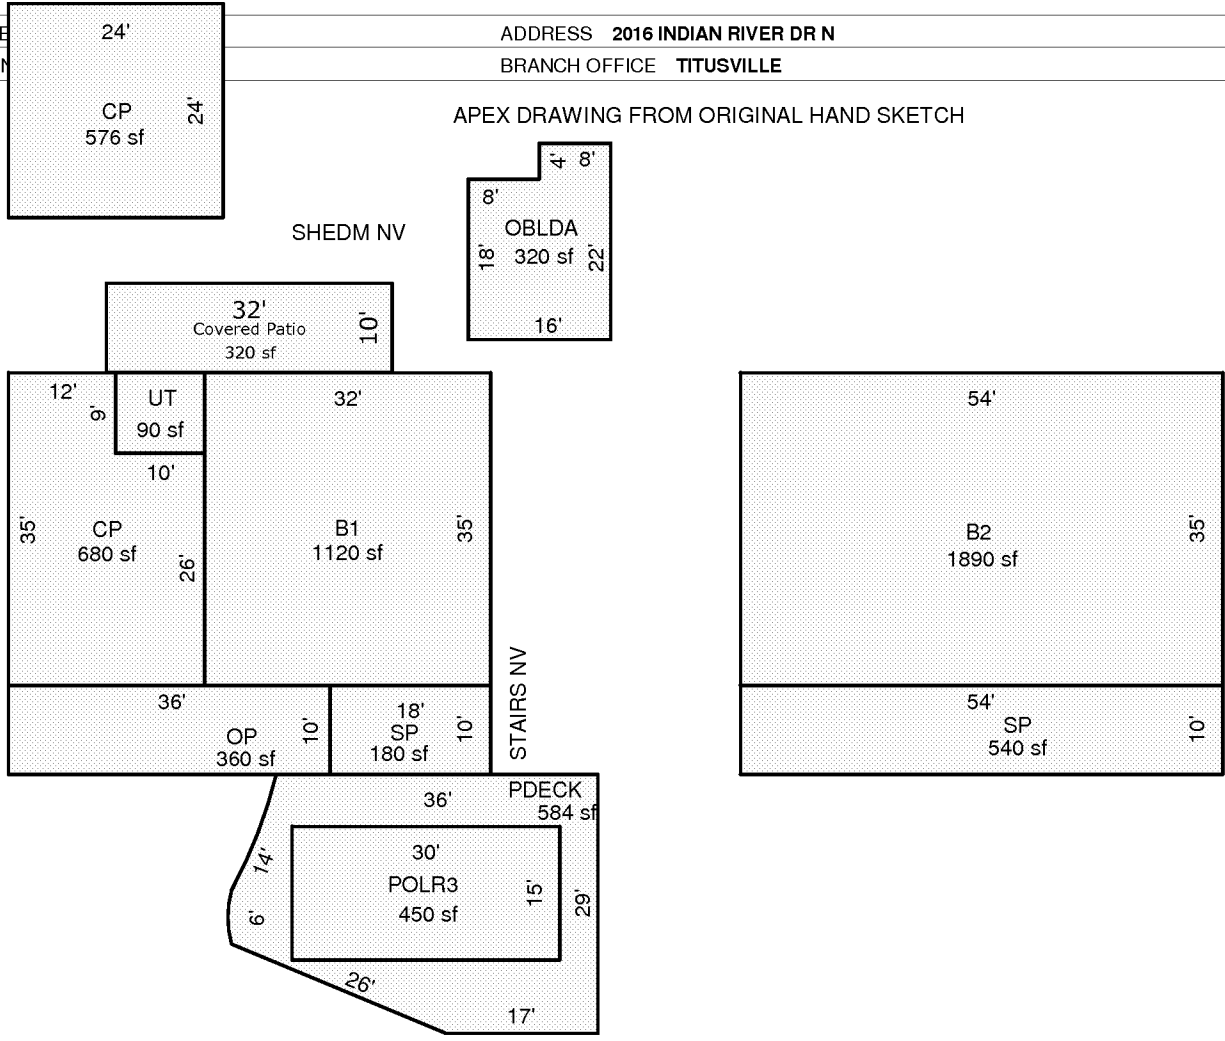 ADDRESS 2016 INDIAN RIVER DR N
BRANCH OFFICE TITUSVILLE
APEX DRAWING FROM ORIGINAL HAND SKETCH
24'
CP
576 sf
24'
SHEDM NV
4'
8'
8'
OBLDA
320 sf
18'
22'
16'
32'
Covered Patio
320 sf
10'
12'
9'
UT
90 sf
10'
35'
CP
680 sf
26'
32'
B1
1120 sf
35'
54'
B2
1890 sf
35'
36'
OP
360 sf
10'
18'
SP
180 sf
10'
STAIRS NV
54'
SP
540 sf
10'
PDECK
584 sf
36'
14'
6'
30'
POLR3
450 sf
15'
29'
26'
17'